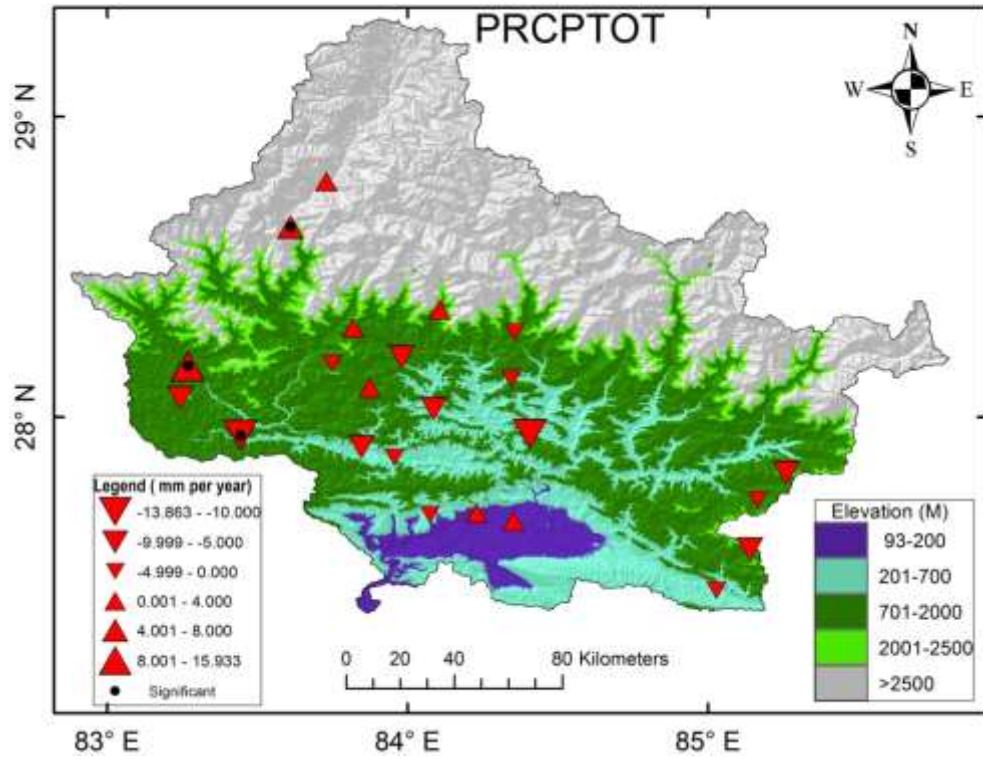 PRCPTOT
N
W E
S
29° N
28° N
Legend ( mm per year)
-13.863 - -10.000
-9.999 - -5.000
-4.999 - 0.000
0.001 - 4.000
4.001 - 8.000
8.001 - 15.933
Significant
0 20 40 80 Kilometers
Elevation (M)
93-200
201-700
701-2000
2001-2500
>2500
83° E 84° E 85° E